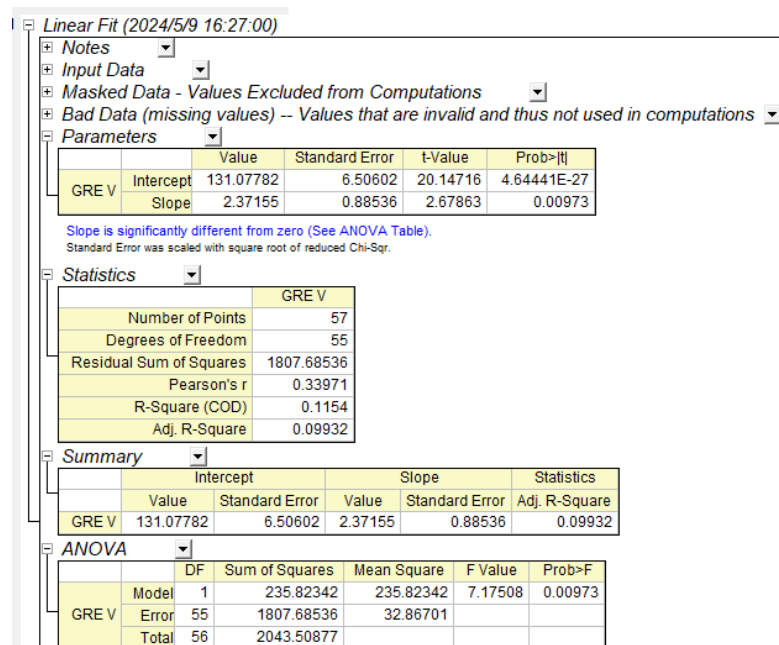 Linear Fit (2024/5/9 16:27:00)
Notes
Input Data
Masked Data - Values Excluded from Computations
Bad Data (missing values) -- Values that are invalid and thus not used in computations
Parameters
Value Standard Error t-Value Prob>|t|
GRE V Intercept 131.07782 6.50602 20.14716 4.64441E-27
Slope 2.37155 0.88536 2.67863 0.00973
Slope is significantly different from zero (See ANOVA Table).
Standard Error was scaled with square root of reduced Chi-Sqr.
Statistics
GRE V
Number of Points 57
Degrees of Freedom 55
Residual Sum of Squares 1807.68536
Pearson's r 0.33971
R-Square (COD) 0.1154
Adj. R-Square 0.09932
Summary
Intercept Slope Statistics
Value Standard Error Value Standard Error Adj. R-Square
GRE V 131.07782 6.50602 2.37155 0.88536 0.09932
ANOVA
DF Sum of Squares Mean Square F Value Prob>F
GRE V Model 1 235.82342 235.82342 7.17508 0.00973
Error 55 1807.68536 32.86701
Total 56 2043.50877